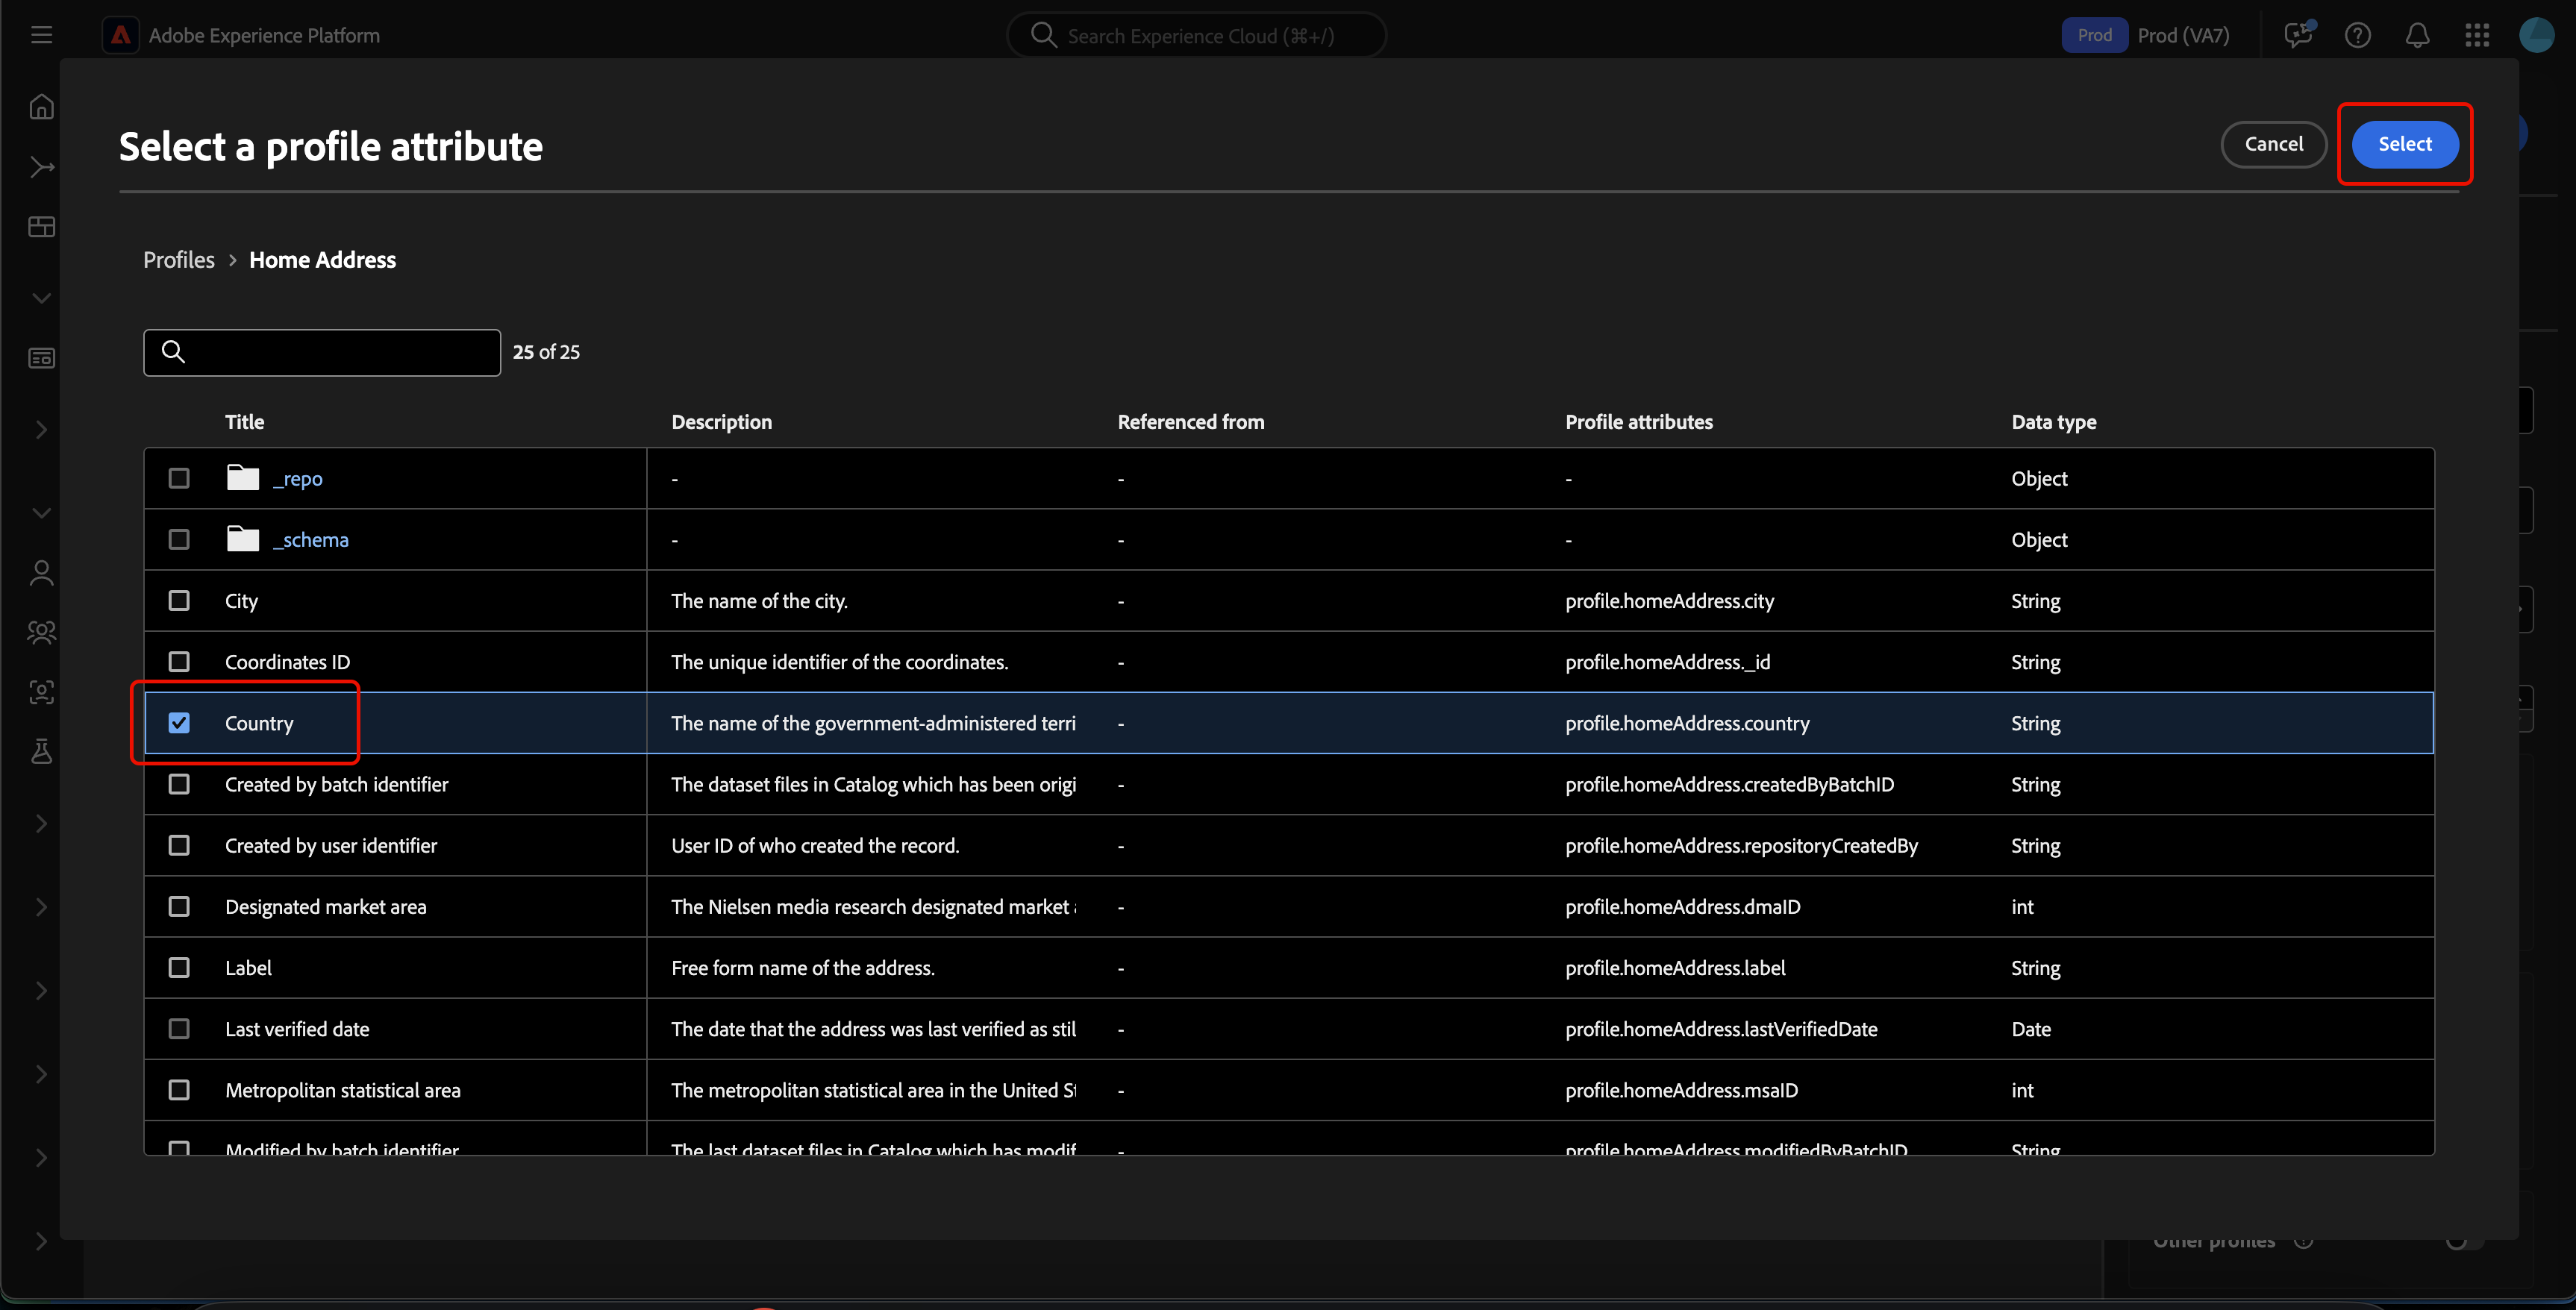 Adobe Experience Platform
Search Experience Cloud (⌘+/)
Prod
Prod (VA7)
Select a profile attribute
Cancel
Select
Profiles > Home Address
25 of 25
Title Description Referenced from Profile attributes Data type
_repo - - - Object
_schema - - - Object
City The name of the city. - profile.homeAddress.city String
Coordinates ID The unique identifier of the coordinates. - profile.homeAddress._id String
Country The name of the government-administered terri - profile.homeAddress.country String
Created by batch identifier The dataset files in Catalog which has been origi - profile.homeAddress.createdByBatchID String
Created by user identifier User ID of who created the record. - profile.homeAddress.repositoryCreatedBy String
Designated market area The Nielsen media research designated market - profile.homeAddress.dmaID int
Label Free form name of the address. - profile.homeAddress.label String
Last verified date The date that the address was last verified as stil - profile.homeAddress.lastVerifiedDate Date
Metropolitan statistical area The metropolitan statistical area in the United St - profile.homeAddress.msaID int
Modified by batch identifier The last dataset files in Catalog which has modif - profile.homeAddress.modifiedByBatchID String
Other profiles